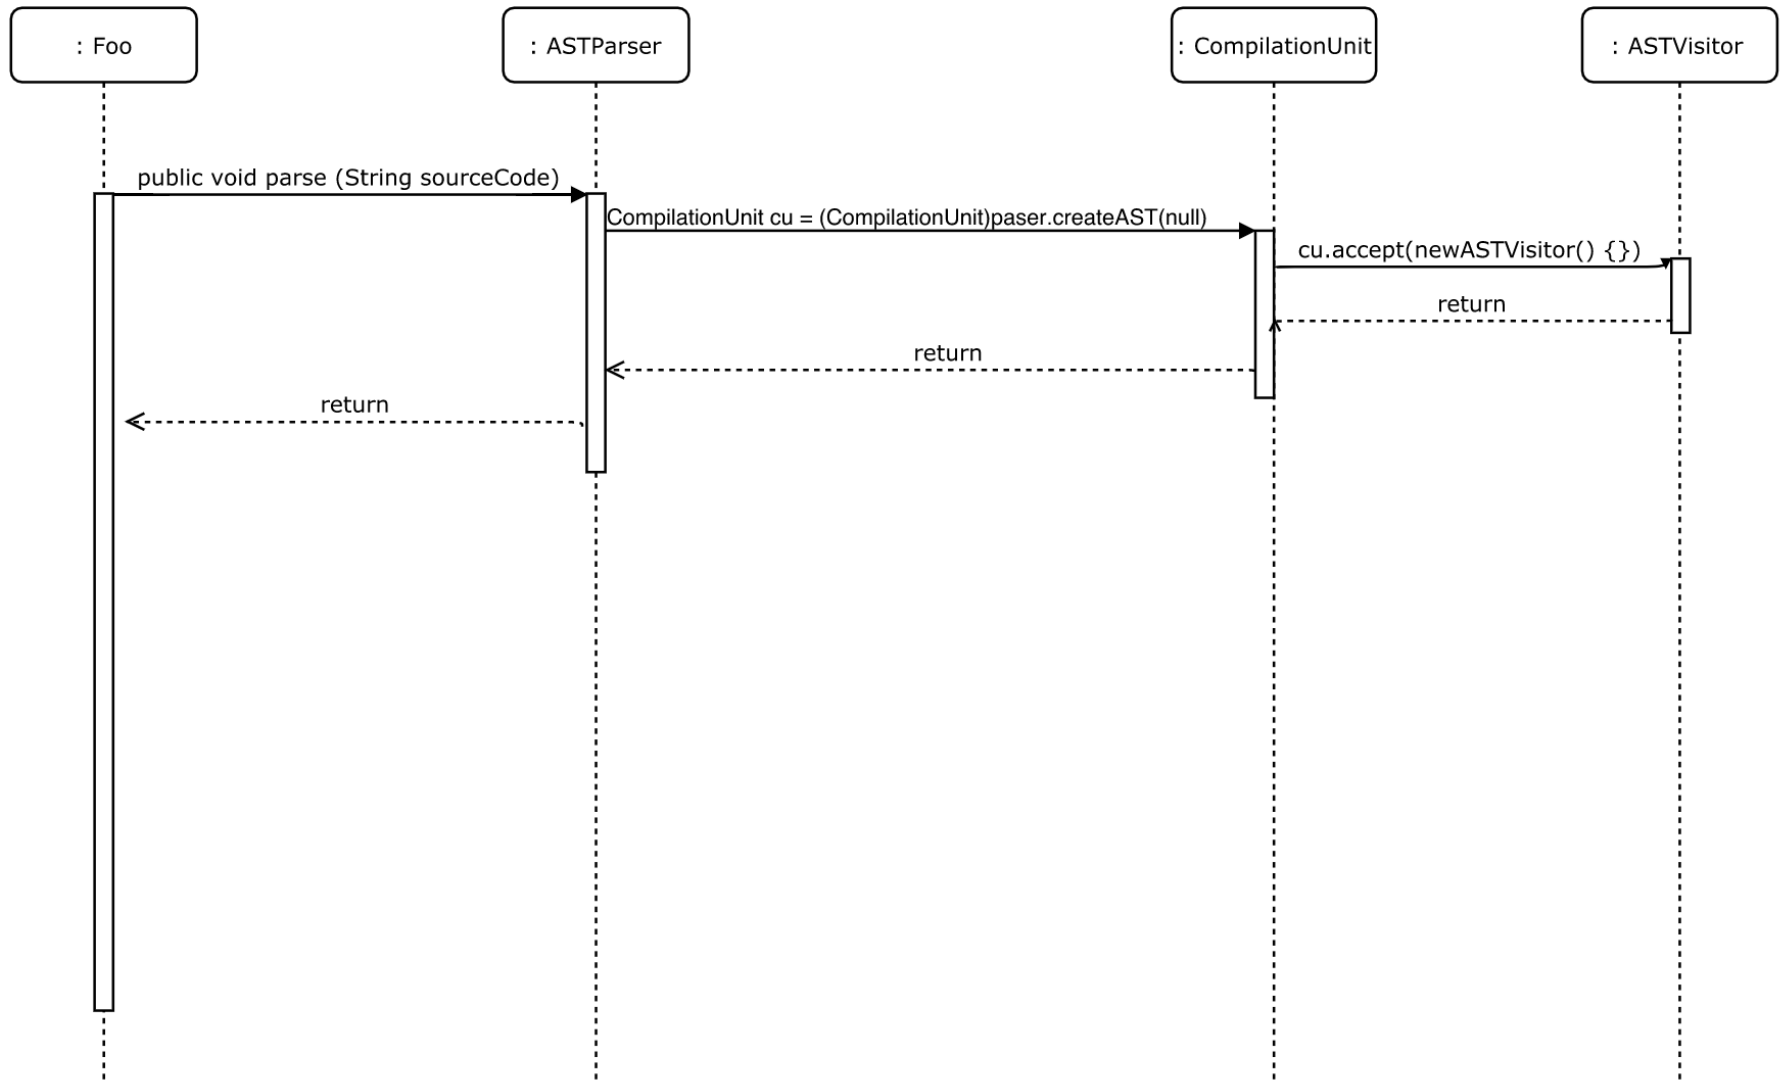 : Foo
: ASTParser
: CompilationUnit
: ASTVisitor
public void parse (String sourceCode)
CompilationUnit cu = (CompilationUnit)paser.createAST(null)
cu.accept(newASTVisitor() {})
return
return
return